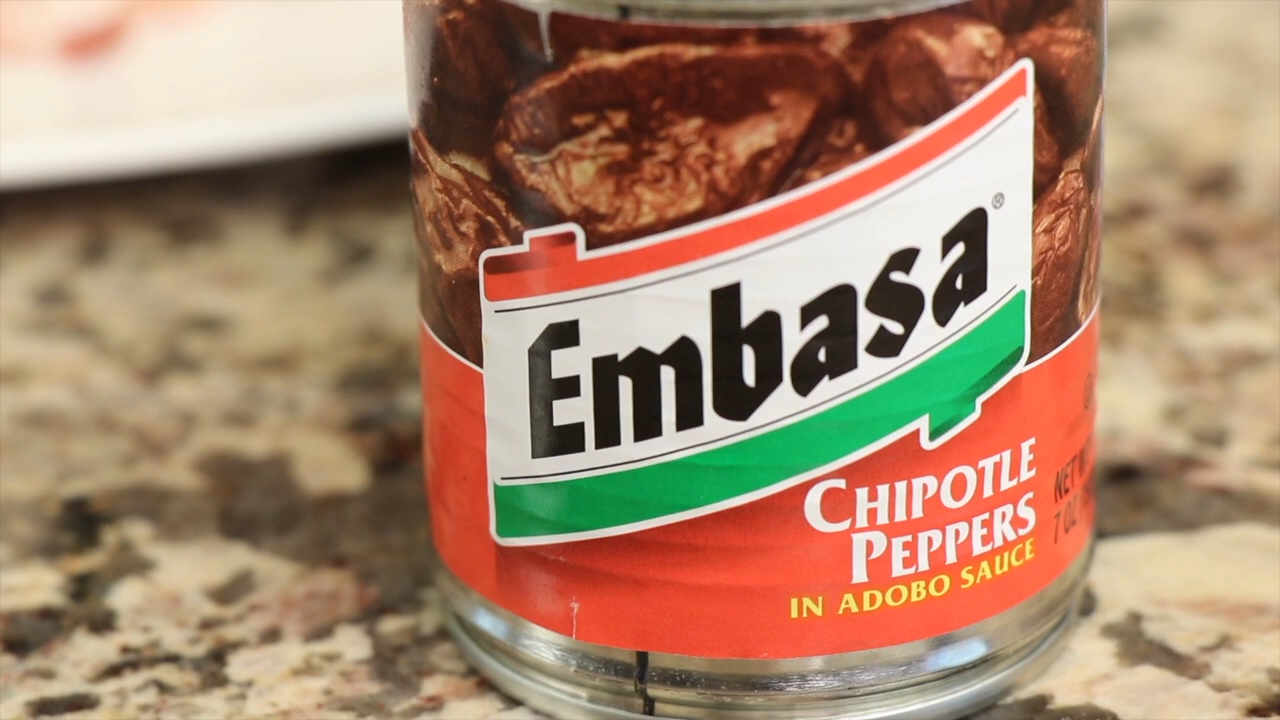 Embasa®
CHIPOTLE
PEPPERS
IN ADOBO SAUCE
NET
7 OZ